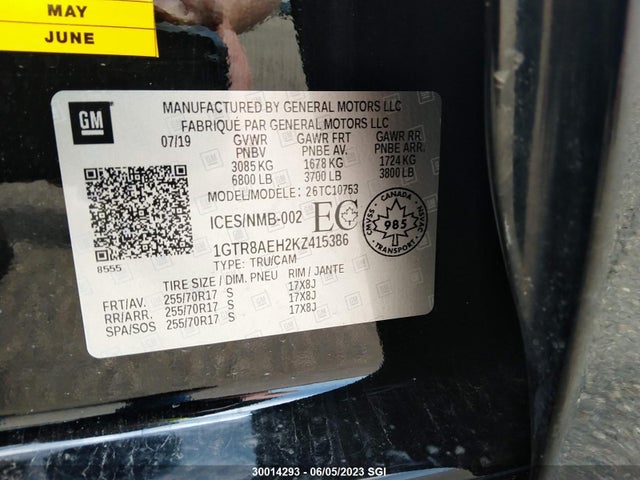 MAY
JUNE
GM
MANUFACTURED BY GENERAL MOTORS LLC
FABRIQUÉ PAR GENERAL MOTORS LLC
07/19 GVWR GAWR FRT GAWR RR
PNBV PNBE AV. PNBE ARR.
3085 KG 1678 KG 1724 KG
6800 LB 3700 LB 3800 LB
MODEL/MODELE: 26TC10753
ICES/NMB-002 EC
CANADA
CMVSS 985 NSVAC
TRANSPORT
1GTR8AEH2KZ415386
8555
TYPE: TRU/CAM
TIRE SIZE / DIM. PNEU RIM / JANTE
FRT/AV. 255/70R17 S 17X8J
RR/ARR. 255/70R17 S 17X8J
SPA/SOS 255/70R17 S 17X8J
30014293 - 06/05/2023 SGI